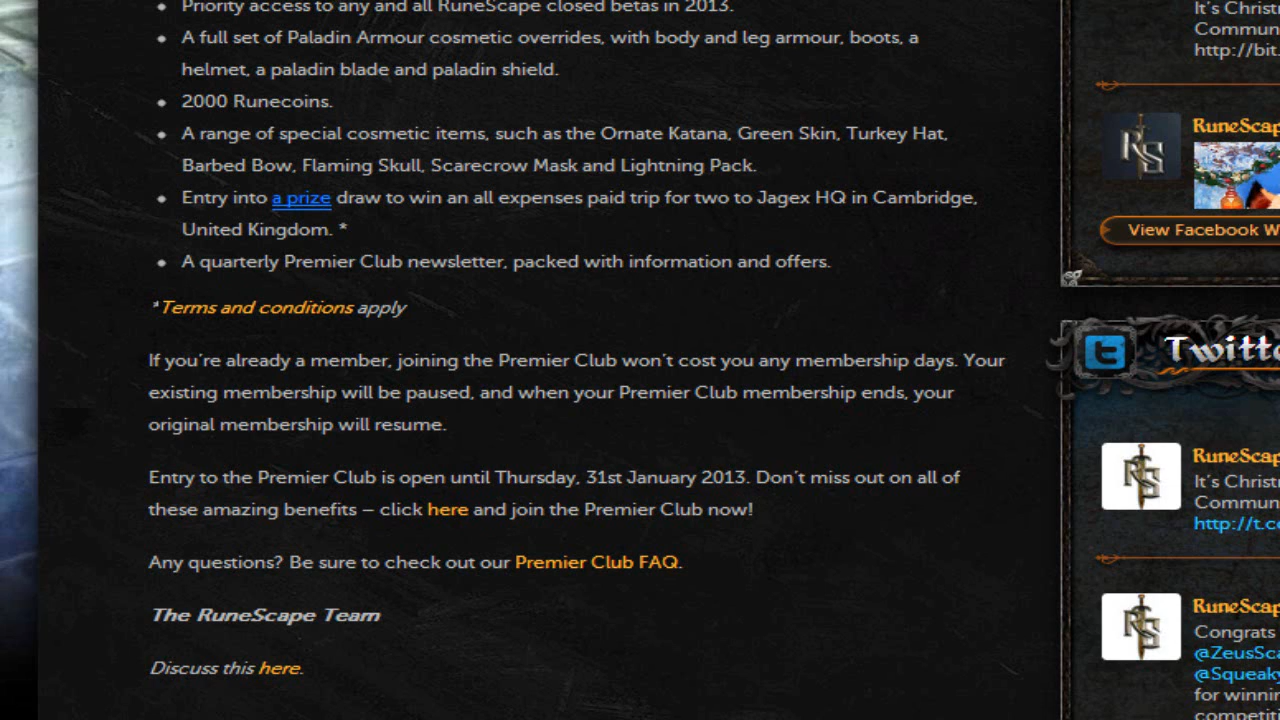 Priority access to any and all RuneScape closed betas in 2013.
A full set of Paladin Armour cosmetic overrides, with body and leg armour, boots, a
helmet, a paladin blade and paladin shield.
2000 Runecoins.
A range of special cosmetic items, such as the Ornate Katana, Green Skin, Turkey Hat,
Barbed Bow, Flaming Skull, Scarecrow Mask and Lightning Pack.
Entry into a prize draw to win an all expenses paid trip for two to Jagex HQ in Cambridge,
United Kingdom. *
A quarterly Premier Club newsletter, packed with information and offers.
*Terms and conditions apply
If you're already a member, joining the Premier Club won't cost you any membership days. Your
existing membership will be paused, and when your Premier Club membership ends, your
original membership will resume.
Entry to the Premier Club is open until Thursday, 31st January 2013. Don't miss out on all of
these amazing benefits – click here and join the Premier Club now!
Any questions? Be sure to check out our Premier Club FAQ.
The RuneScape Team
Discuss this here.
It's Christ
Commun
http://bit.
RS
RuneScap
View Facebook W
Twitte
RS
RuneScap
It's Christ
Commun
http://t.c
RS
RuneScap
Congrats
@ZeusSca
@Squeaky
for winnin
competiti